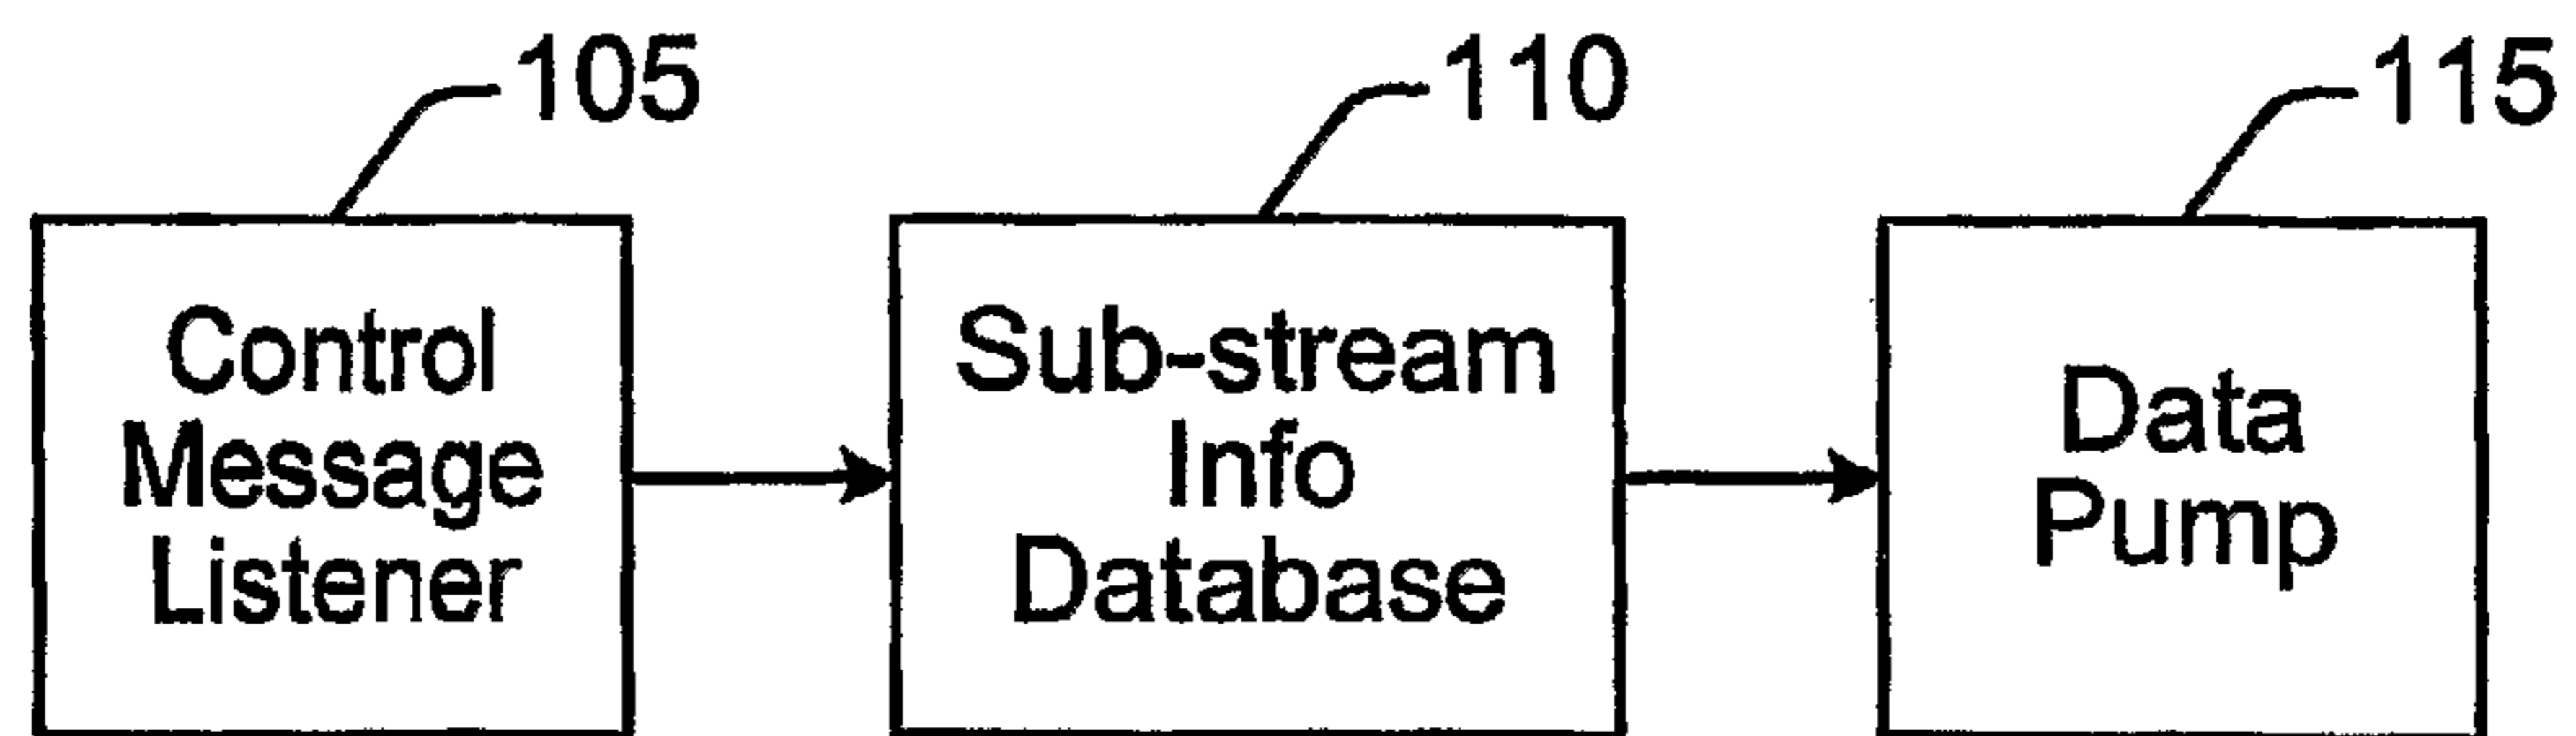 105
110
115
Control
Message
Listener
Sub-stream
Info
Database
Data
Pump